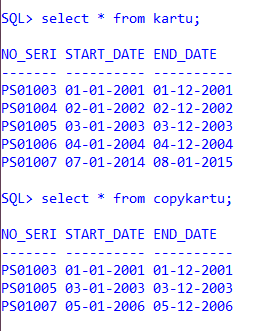 SQL> select * from kartu;
NO_SERI START_DATE END_DATE
------- ---------- ----------
PS01003 01-01-2001 01-12-2001
PS01004 02-01-2002 02-12-2002
PS01005 03-01-2003 03-12-2003
PS01006 04-01-2004 04-12-2004
PS01007 07-01-2014 08-01-2015
SQL> select * from copykartu;
NO_SERI START_DATE END_DATE
------- ---------- ----------
PS01003 01-01-2001 01-12-2001
PS01005 03-01-2003 03-12-2003
PS01007 05-01-2006 05-12-2006